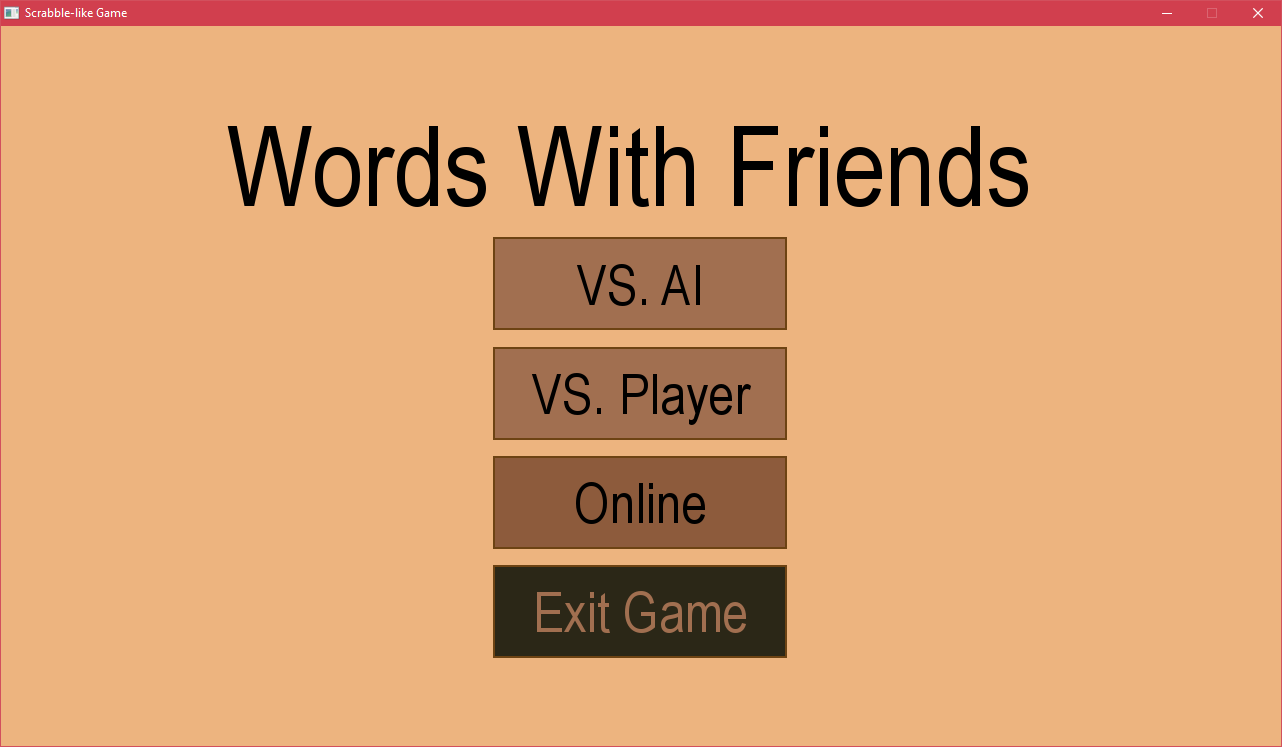 Scrabble-like Game
Words With Friends
VS. AI
VS. Player
Online
Exit Game